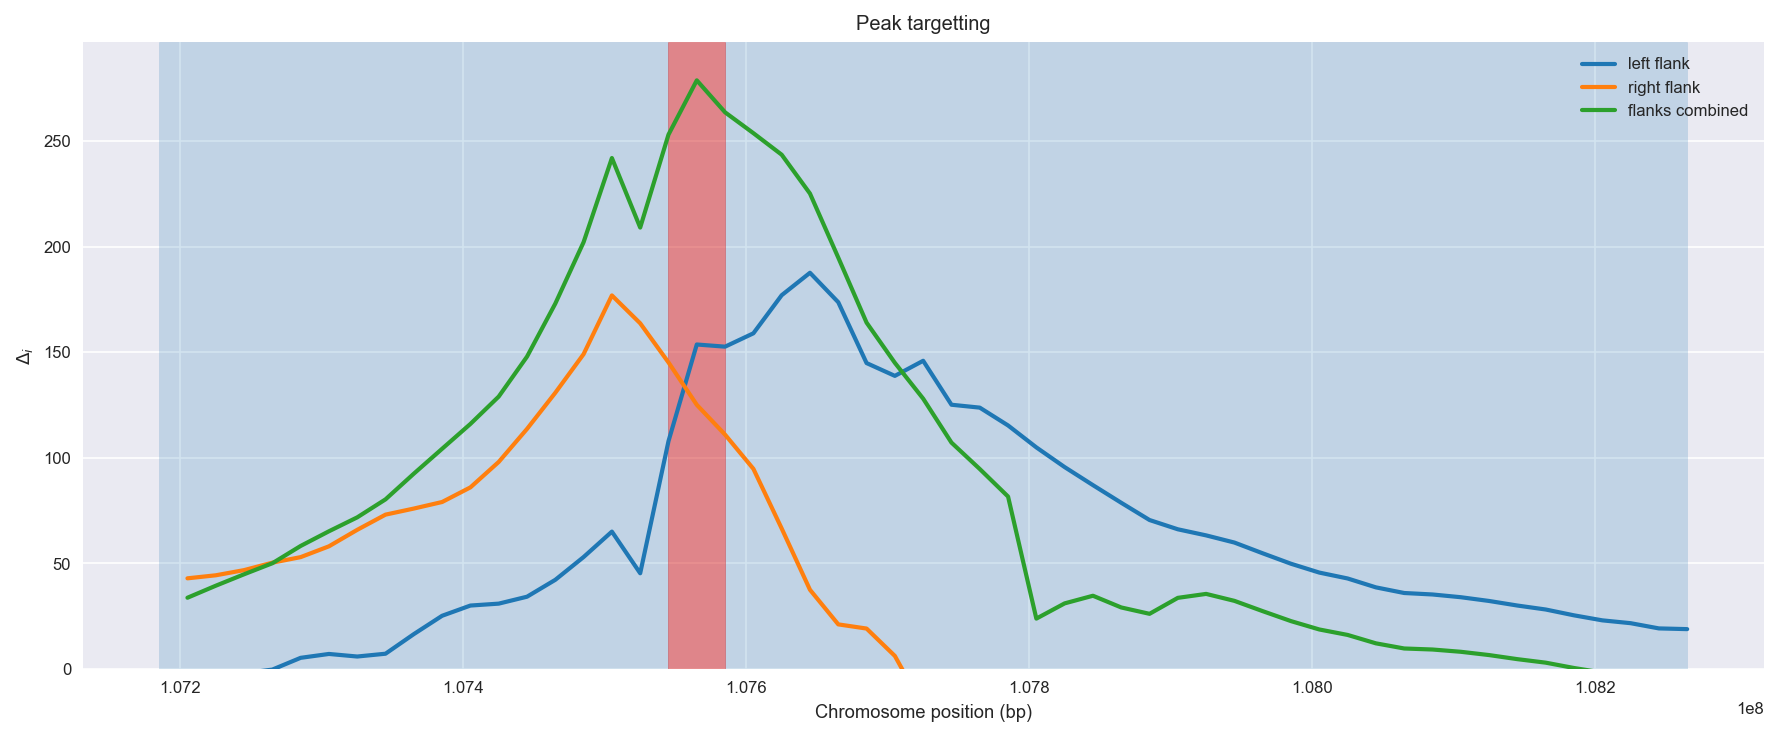 Peak targetting
left flank
right flank
flanks combined
250
200
150
100
50
0
Δi
1.072 1.074 1.076 1.078 1.080 1.082
Chromosome position (bp)
1e8